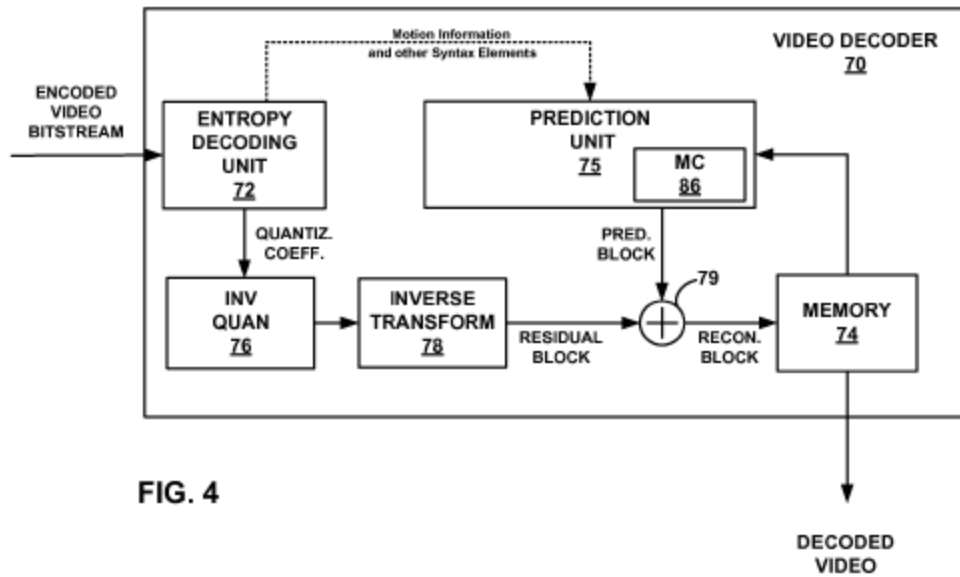 Motion Information
and other Syntax Elements
VIDEO DECODER
70
ENCODED
VIDEO
BITSTREAM
ENTROPY
DECODING
UNIT
72
PREDICTION
UNIT
75
MC
86
QUANTIZ.
COEFF.
PRED.
BLOCK
79
INV
QUAN
76
INVERSE
TRANSFORM
78
RESIDUAL
BLOCK
RECON.
BLOCK
MEMORY
74
FIG. 4
DECODED
VIDEO